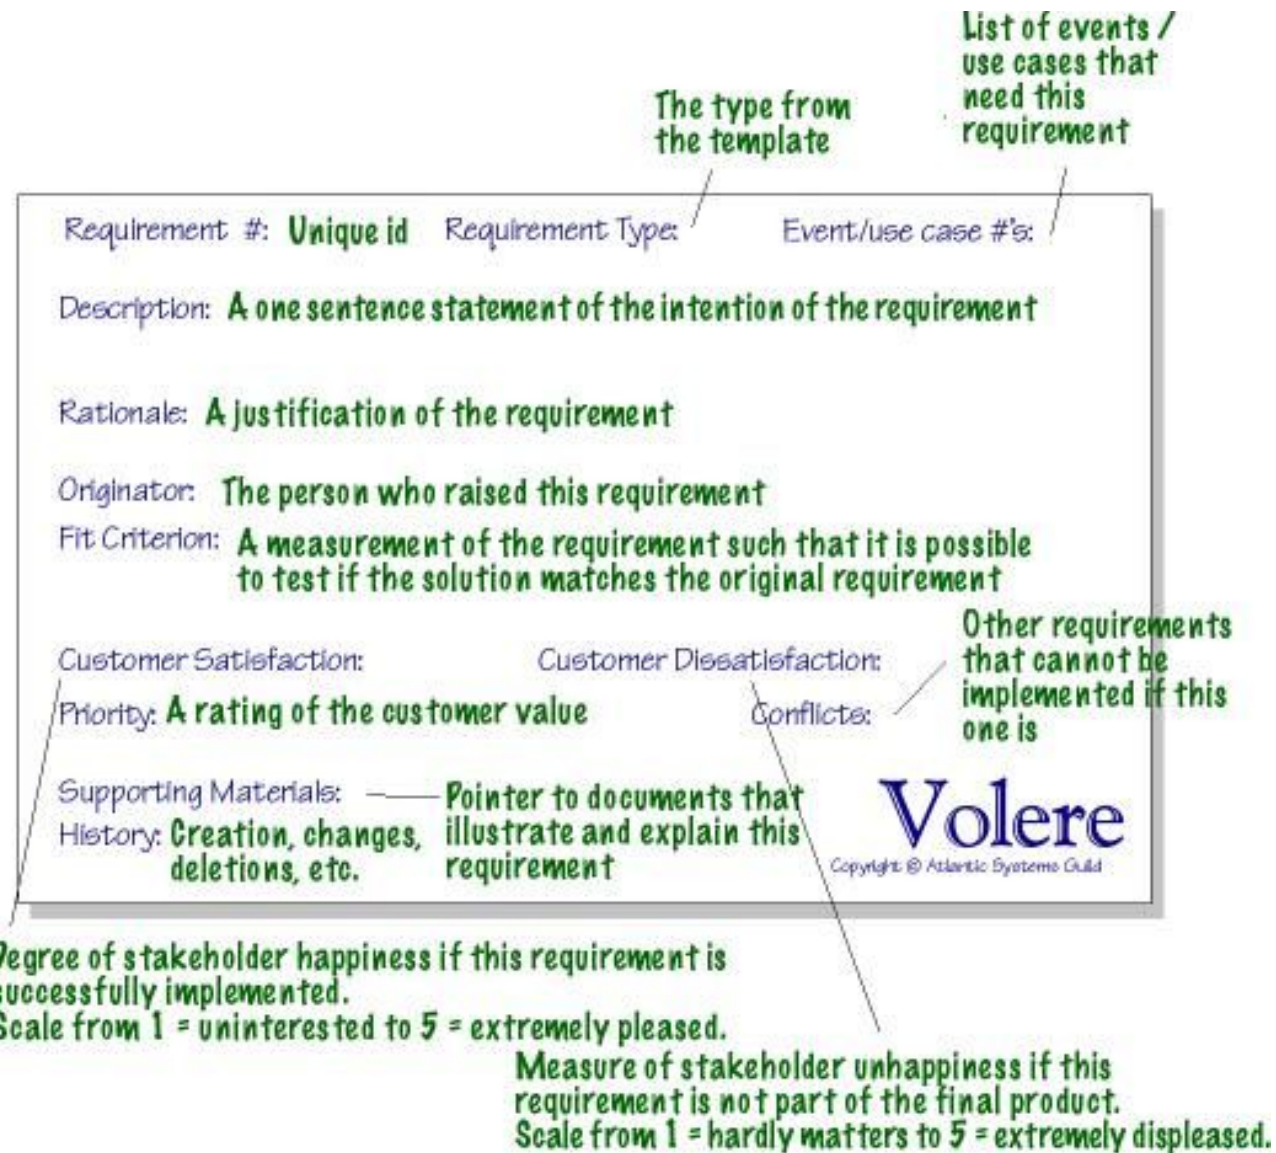 List of events /
use cases that
need this
requirement
The type from
the template
Requirement #: Unique id Requirement Type: Event/use case #'s:
Description: A one sentence statement of the intention of the requirement
Rationale: A justification of the requirement
Originator: The person who raised this requirement
Fit Criterion: A measurement of the requirement such that it is possible
to test if the solution matches the original requirement
Other requirements
that cannot be
implemented if this
one is
Customer Satisfaction: Customer Dissatisfaction:
Priority: A rating of the customer value Conflicts:
Supporting Materials: Pointer to documents that
illustrate and explain this
requirement
History: Creation, changes,
deletions, etc.
Volere
Copyright © Atlantic Systems Guild
Degree of stakeholder happiness if this requirement is
successfully implemented.
Scale from 1 = uninterested to 5 = extremely pleased.
Measure of stakeholder unhappiness if this
requirement is not part of the final product.
Scale from 1 = hardly matters to 5 = extremely displeased.